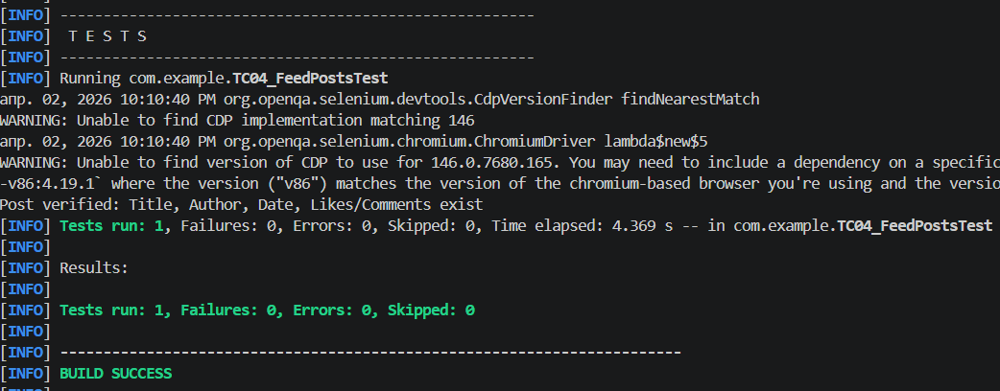 [INFO] -------------------------------------------------------
[INFO]  T E S T S
[INFO] -------------------------------------------------------
[INFO] Running com.example.TC04_FeedPostsTest
апр. 02, 2026 10:10:40 PM org.openqa.selenium.devtools.CdpVersionFinder findNearestMatch
WARNING: Unable to find CDP implementation matching 146
апр. 02, 2026 10:10:40 PM org.openqa.selenium.chromium.ChromiumDriver lambda$new$5
WARNING: Unable to find version of CDP to use for 146.0.7680.165. You may need to include a dependency on a specific
-v86:4.19.1` where the version ("v86") matches the version of the chromium-based browser you're using and the versio
Post verified: Title, Author, Date, Likes/Comments exist
[INFO] Tests run: 1, Failures: 0, Errors: 0, Skipped: 0, Time elapsed: 4.369 s -- in com.example.TC04_FeedPostsTest
[INFO]
[INFO] Results:
[INFO]
[INFO] Tests run: 1, Failures: 0, Errors: 0, Skipped: 0
[INFO]
[INFO] ------------------------------------------------------------------------
[INFO] BUILD SUCCESS